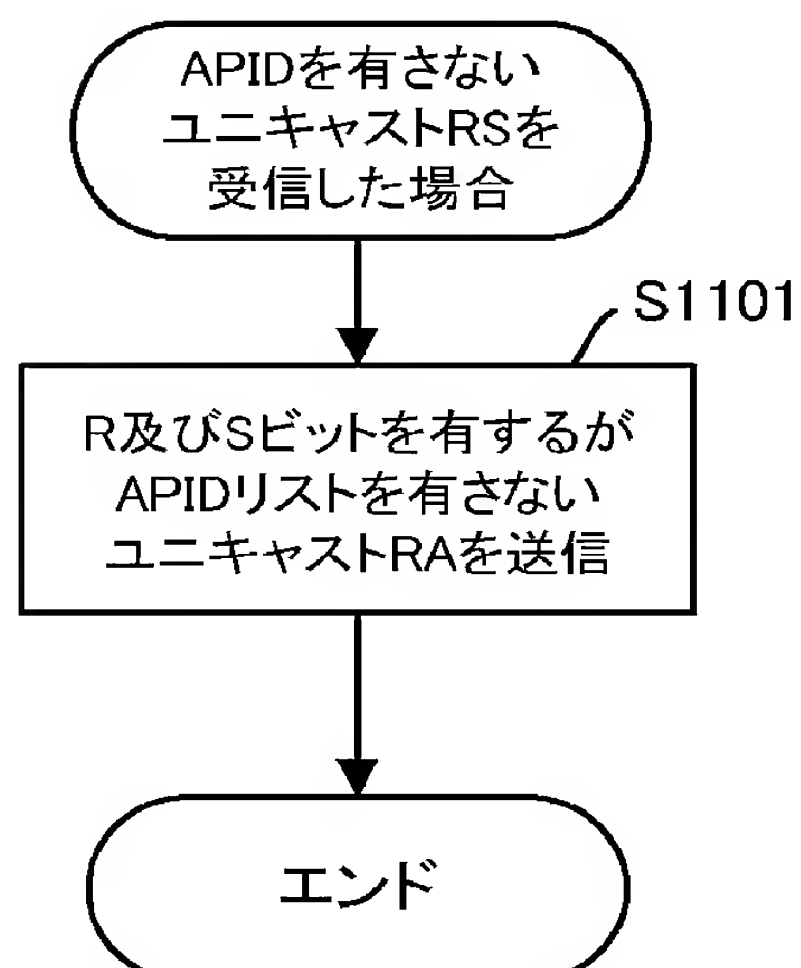 APIDを有さない
ユニキャストRSを
受信した場合
S1101
R及びSビットを有するが
APIDリストを有さない
ユニキャストRAを送信
エンド